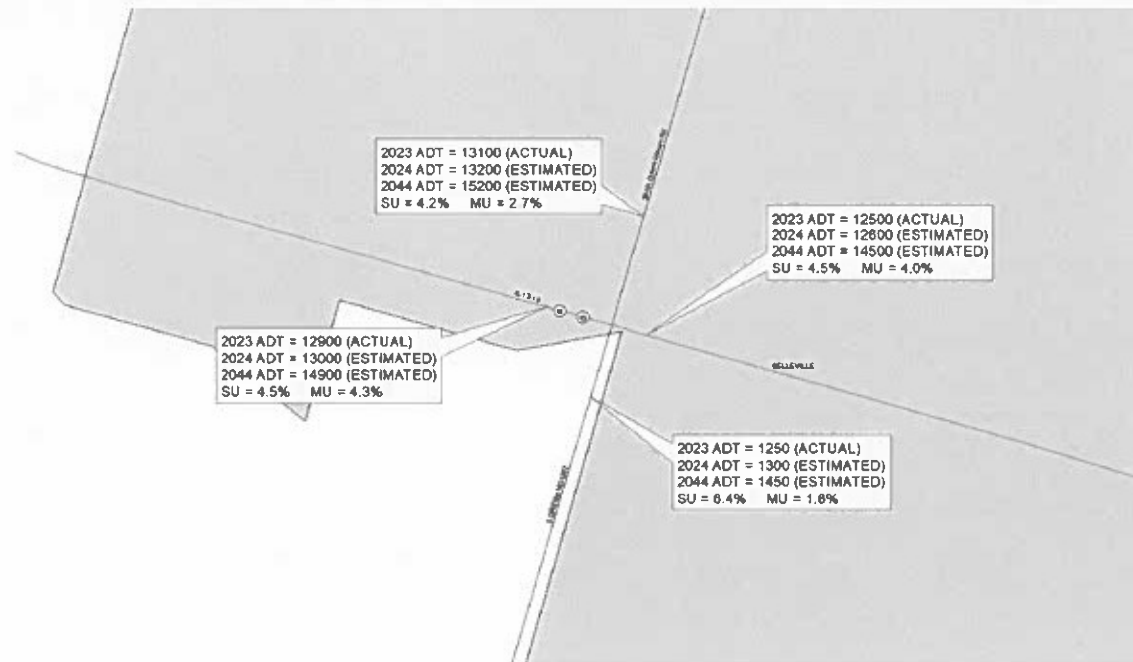 2023 ADT = 13100 (ACTUAL)
2024 ADT = 13200 (ESTIMATED)
2044 ADT = 15200 (ESTIMATED)
SU = 4.2% MU = 2.7%
2023 ADT = 12500 (ACTUAL)
2024 ADT = 12600 (ESTIMATED)
2044 ADT = 14500 (ESTIMATED)
SU = 4.5% MU = 4.0%
2023 ADT = 12900 (ACTUAL)
2024 ADT = 13000 (ESTIMATED)
2044 ADT = 14900 (ESTIMATED)
SU = 4.5% MU = 4.3%
BELLEVILLE
2023 ADT = 1250 (ACTUAL)
2024 ADT = 1300 (ESTIMATED)
2044 ADT = 1450 (ESTIMATED)
SU = 6.4% MU = 1.6%